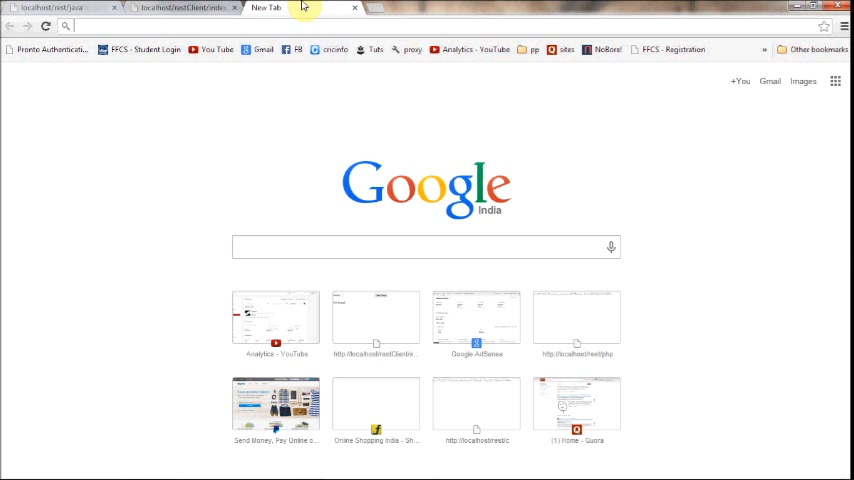 localhost/rest/java
localhost/restClient/index
New Tab
Pronto Authenticati...
FFCS - Student Login
You Tube
Gmail
FB
cricinfo
Tuts
proxy
Analytics - YouTube
pp
sites
NoBore!
FFCS - Registration
»
Other bookmarks
+You
Gmail
Images
Google
India
Analytics - YouTube
http://localhost/restClient/s...
Google AdSense
http://localhost/rest/php
Send Money, Pay Online o...
Online Shopping India - Sh...
http://localhost/rest/c
(1) Home - Quora